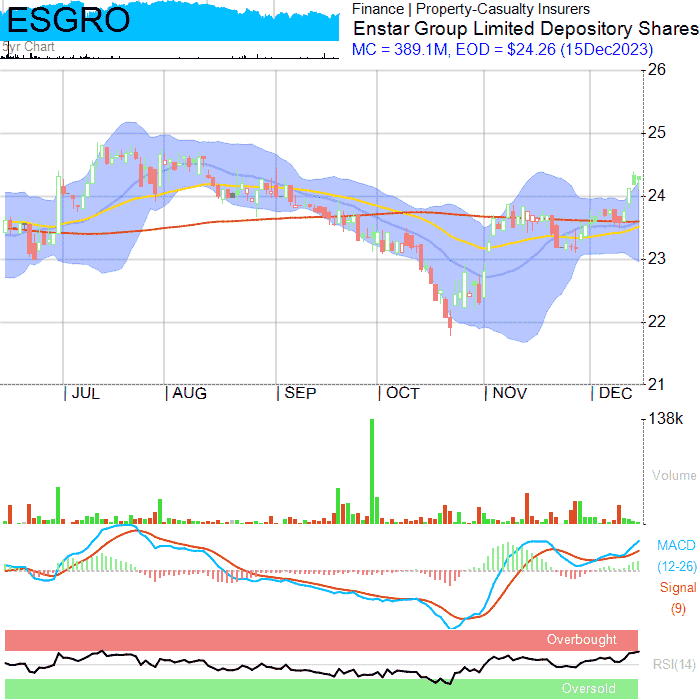 ESGRO
5yr Chart
Finance | Property-Casualty Insurers
Enstar Group Limited Depository Shares
MC = 389.1M, EOD = $24.26 (15Dec2023)
26
25
24
23
22
21
| JUL | AUG | SEP | OCT | NOV | DEC
138k
Volume
MACD
(12-26)
Signal
(9)
Overbought
RSI(14)
Oversold